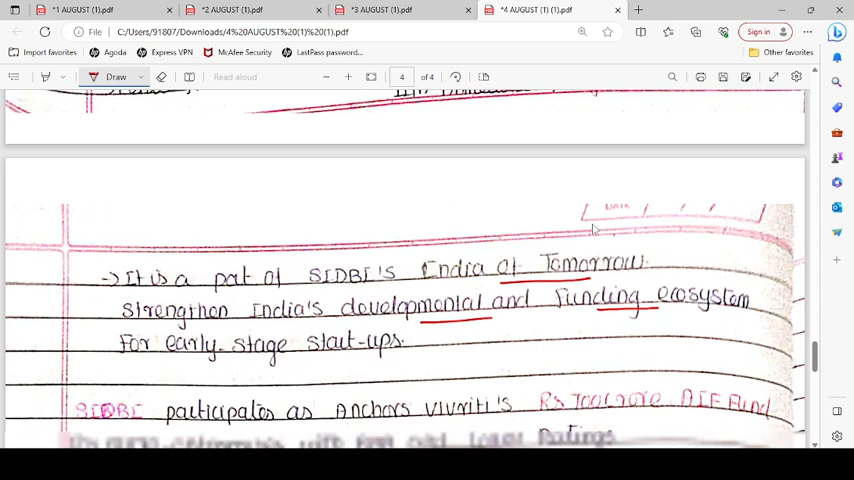 *1 AUGUST (1).pdf
*2 AUGUST (1).pdf
*3 AUGUST (1).pdf
*4 AUGUST (1) (1).pdf
File
C:/Users/91807/Downloads/4%20AUGUST%20(1)%20(1).pdf
Sign in
Import favorites
Agoda
Express VPN
McAfee Security
LastPass password...
Other favorites
Draw
Read aloud
4
of 4
DATE
→ It is a part of SIDBI's India of Tomorrow.
Strengthen India's developmental and Funding ecosystem
For early-stage start-ups.
SIDBI participates as Anchors Vivriti's Rs 700 crore AIF Fund
with and Lower Ratings